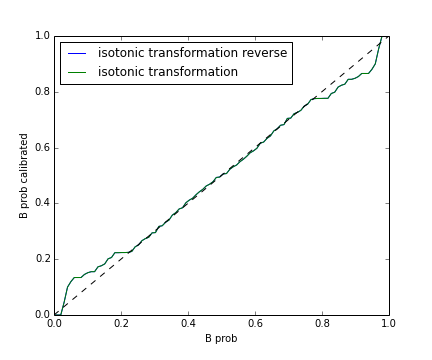 isotonic transformation reverse
isotonic transformation
1.0
0.8
0.6
0.4
0.2
0.0
B prob calibrated
0.0 0.2 0.4 0.6 0.8 1.0
B prob